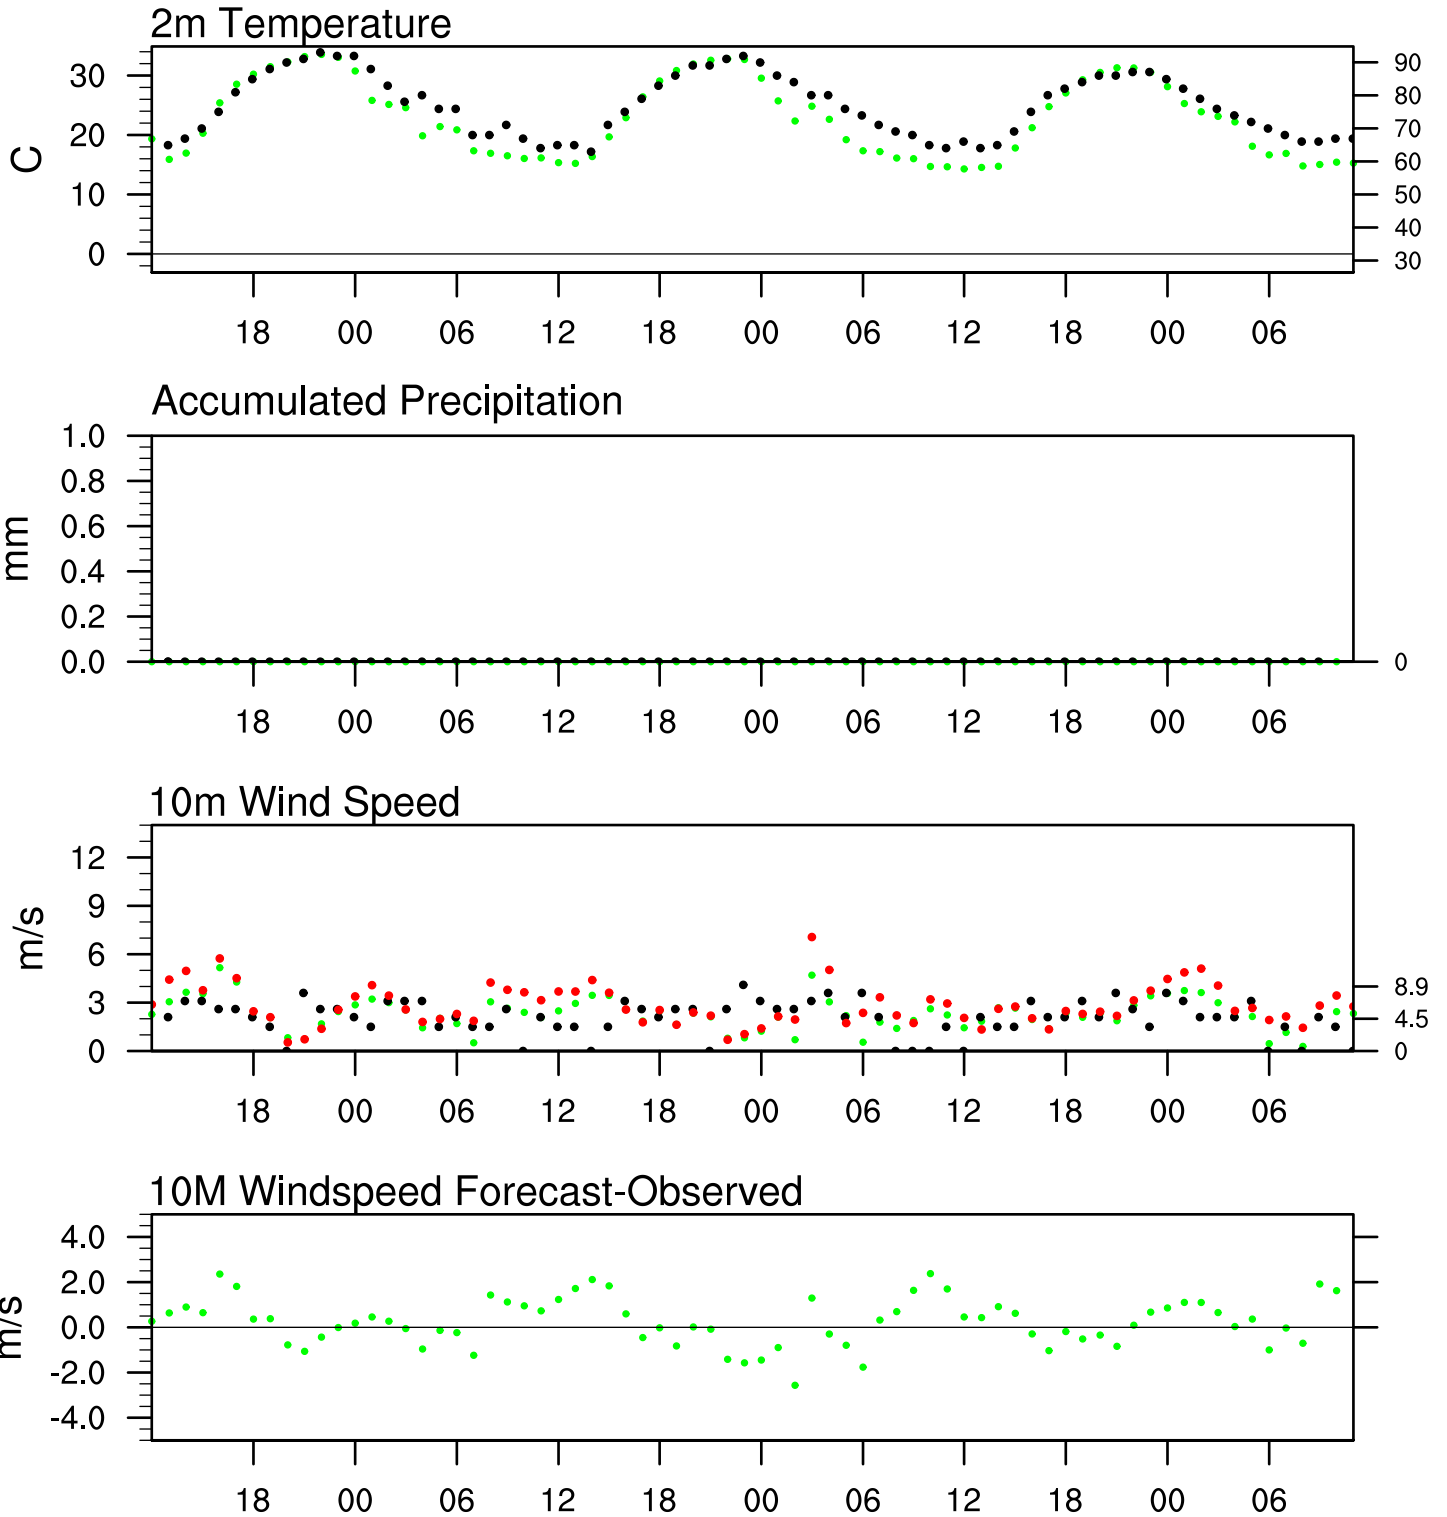 2m Temperature
30
20
10
0
C
90
80
70
60
50
40
30
18 00 06 12 18 00 06 12 18 00 06
Accumulated Precipitation
1.0
0.8
0.6
0.4
0.2
0.0
mm
0
18 00 06 12 18 00 06 12 18 00 06
10m Wind Speed
12
9
6
3
0
m/s
8.9
4.5
0
18 00 06 12 18 00 06 12 18 00 06
10M Windspeed Forecast-Observed
4.0
2.0
0.0
-2.0
-4.0
m/s
18 00 06 12 18 00 06 12 18 00 06